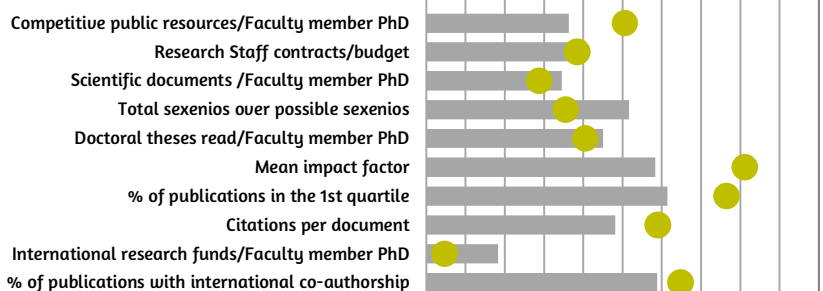 Competitive public resources/Faculty member PhD
Research Staff contracts/budget
Scientific documents /Faculty member PhD
Total sexenios over possible sexenios
Doctoral theses read/Faculty member PhD
Mean impact factor
% of publications in the 1st quartile
Citations per document
International research funds/Faculty member PhD
% of publications with international co-authorship